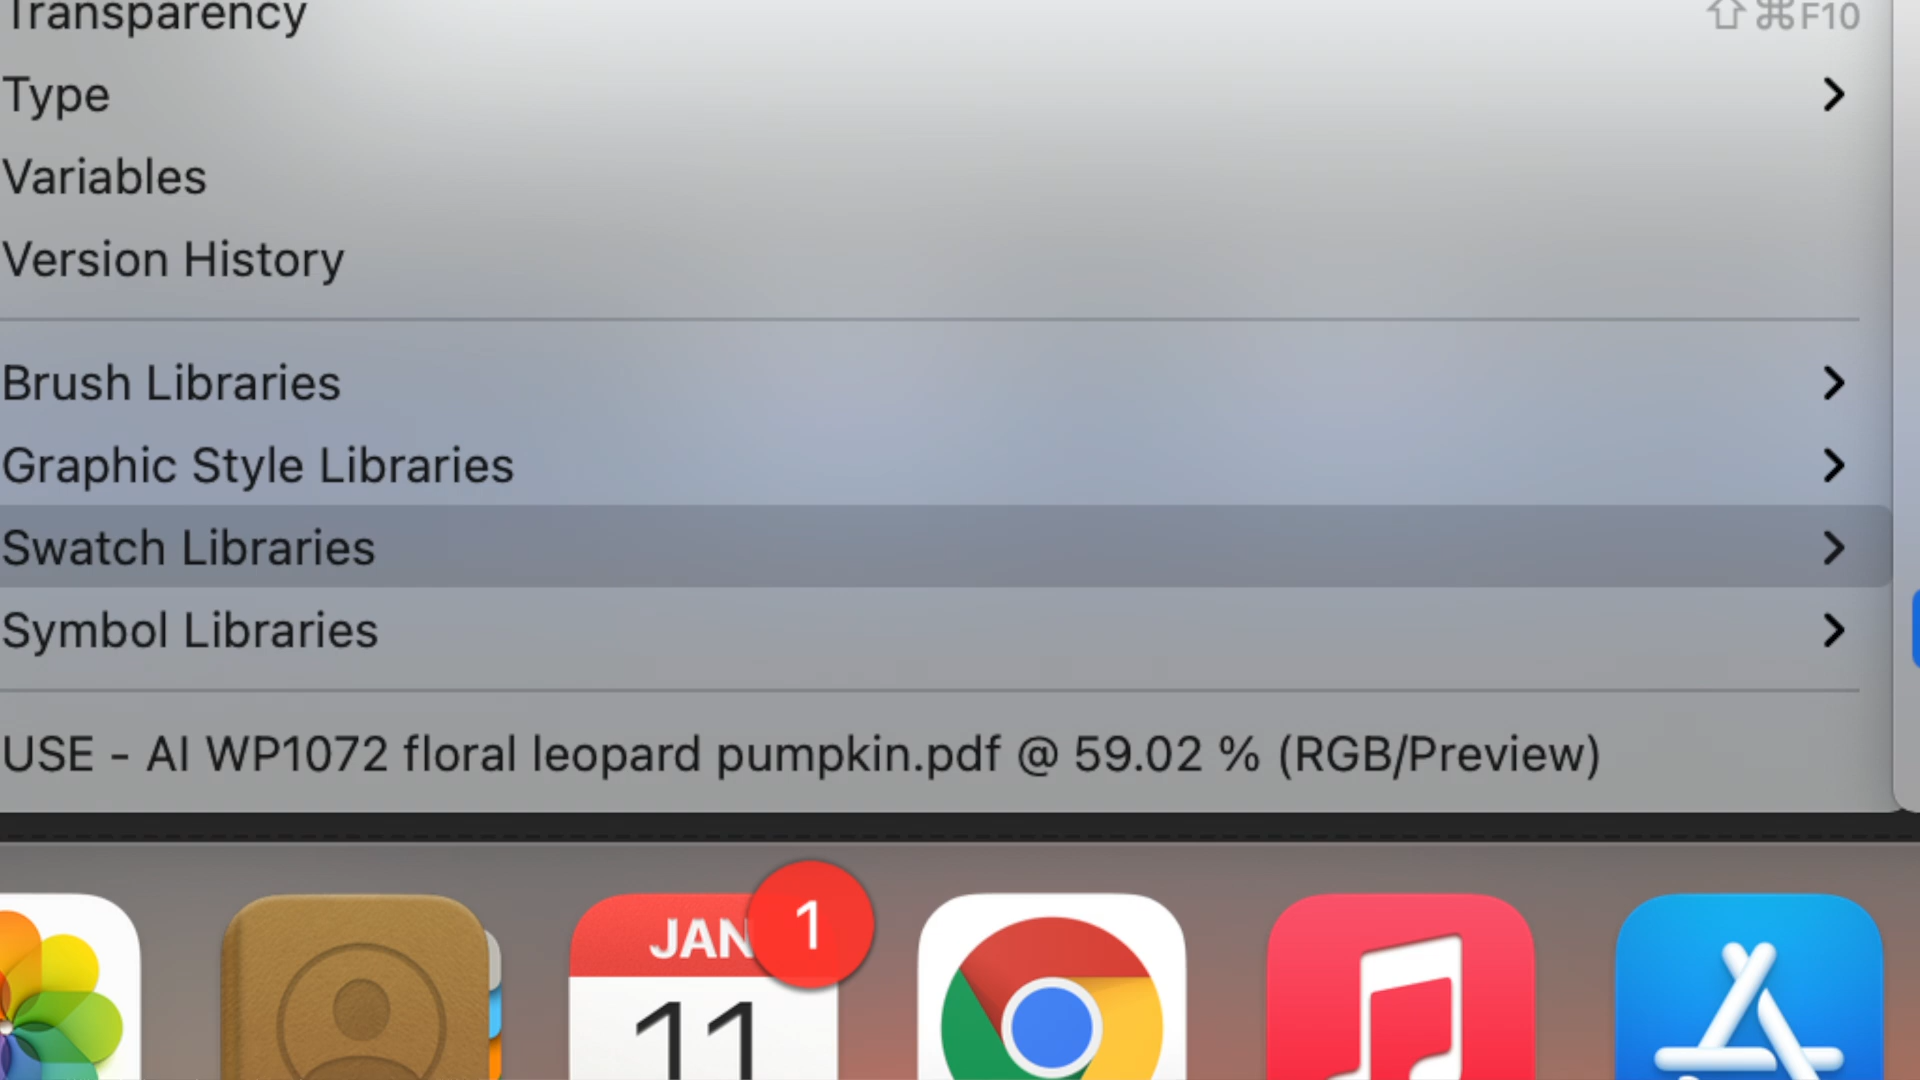 Transparency ⇧⌘F10
Type
Variables
Version History
Brush Libraries
Graphic Style Libraries
Swatch Libraries
Symbol Libraries
USE - AI WP1072 floral leopard pumpkin.pdf @ 59.02 % (RGB/Preview)
JAN 1
11